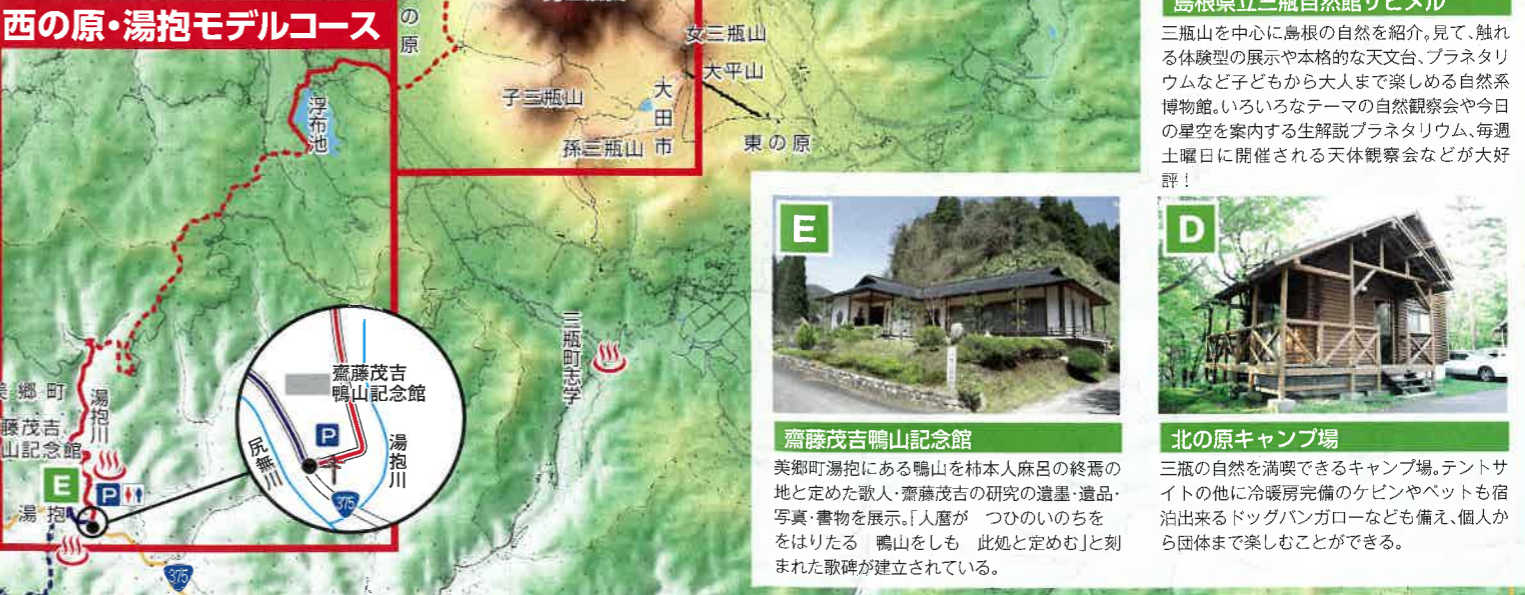 西の原・湯抱モデルコース
の原
女三瓶山
大平山
子三瓶山
大田市
孫三瓶山
東の原
浮布池
三瓶町志学
美郷町
湯抱川
藤茂吉
山記念館
E
P
湯抱
375
齋藤茂吉
鴨山記念館
P
尻無川
湯抱川
375
島根県立三瓶自然館サヒメル
三瓶山を中心に島根の自然を紹介。見て、触れ
る体験型の展示や本格的な天文台、プラネタリ
ウムなど子どもから大人まで楽しめる自然系
博物館。いろいろなテーマの自然観察会や今日
の星空を案内する生解説プラネタリウム、毎週
土曜日に開催される天体観察会などが大好
評！
E
齋藤茂吉鴨山記念館
美郷町湯抱にある鴨山を柿本人麻呂の終焉の
地と定めた歌人・齋藤茂吉の研究の遺墨・遺品・
写真・書物を展示。「人麿が　つひのいのちを
をはりたる　鴨山をしも　此処と定めむ」と刻
まれた歌碑が建立されている。
D
北の原キャンプ場
三瓶の自然を満喫できるキャンプ場。テントサ
イトの他に冷暖房完備のケビンやペットも宿
泊出来るドッグバンガローなども備え、個人か
ら団体まで楽しむことができる。